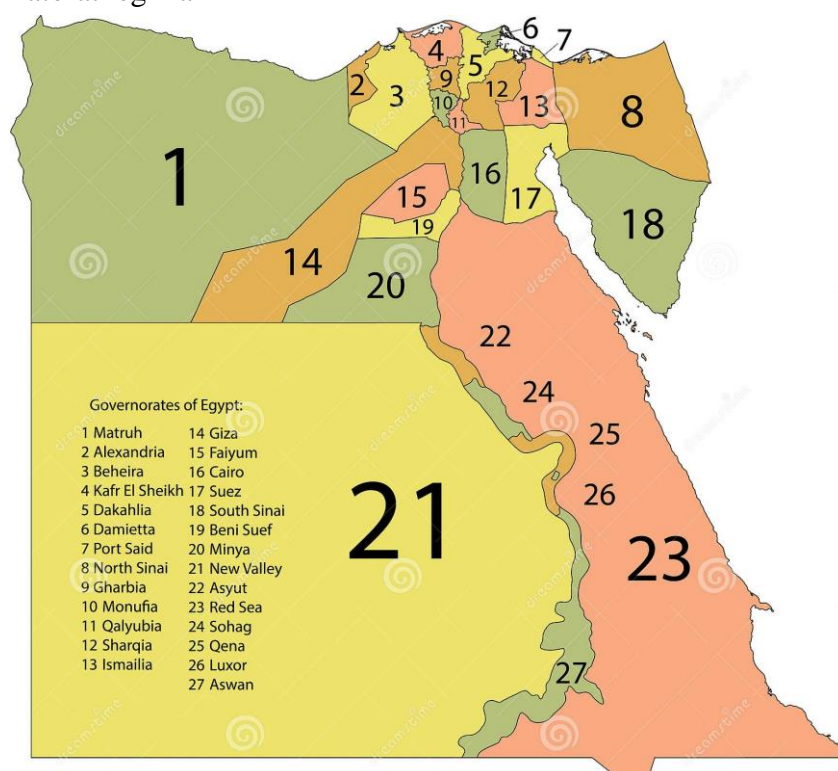 6
7
4
5
2
9
12
3
10
11
13
8
1
16
15
17
18
19
14
20
22
24
25
26
21
23
27
Governorates of Egypt:
1 Matruh 14 Giza
2 Alexandria 15 Faiyum
3 Beheira 16 Cairo
4 Kafr El Sheikh 17 Suez
5 Dakahlia 18 South Sinai
6 Damietta 19 Beni Suef
7 Port Said 20 Minya
8 North Sinai 21 New Valley
9 Gharbia 22 Asyut
10 Monufia 23 Red Sea
11 Qalyubia 24 Sohag
12 Sharqia 25 Qena
13 Ismailia 26 Luxor
27 Aswan
dreamstime